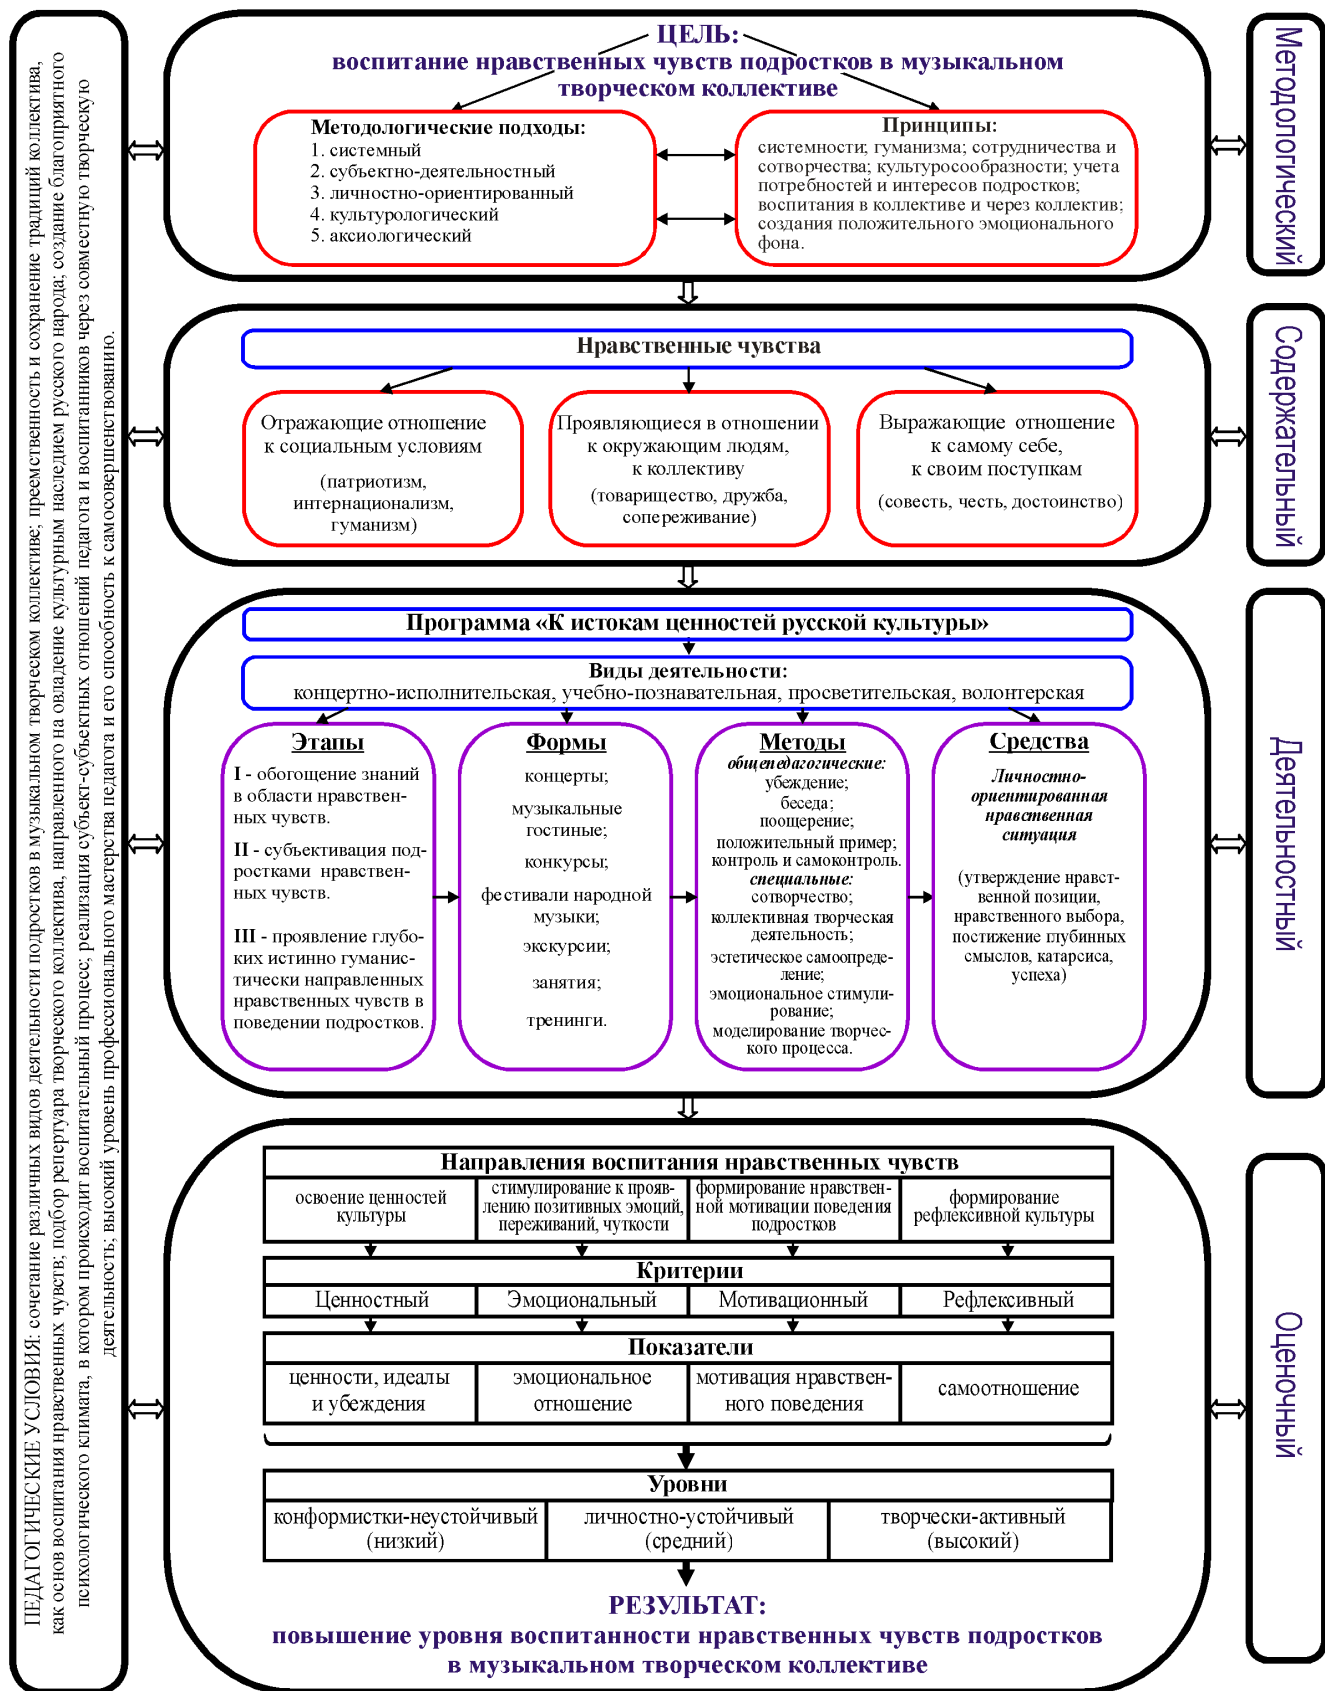 ПЕДАГОГИЧЕСКИЕ УСЛОВИЯ: сочетание различных видов деятельности подростков в музыкальном творческом коллективе; преемственность и сохранение традиций коллектива,
как основ воспитания нравственных чувств; подбор репертуара творческого коллектива, направленного на овладение культурным наследием русского народа; создание благоприятного
психологического климата, в котором происходит воспитательный процесс; реализация субъект-субъектных отношений педагога и воспитанников через совместную творческую
деятельность; высокий уровень профессионального мастерства педагога и его способность к самосовершенствованию.
ЦЕЛЬ:
воспитание нравственных чувств подростков в музыкальном
творческом коллективе
Методологические подходы:
1. системный
2. субъектно-деятельностный
3. личностно-ориентированный
4. культурологический
5. аксиологический
Принципы:
системности; гуманизма; сотрудничества и
сотворчества; культуросообразности; учета
потребностей и интересов подростков;
воспитания в коллективе и через коллектив;
создания положительного эмоционального
фона.
Методологический
Нравственные чувства
Отражающие отношение
к социальным условиям
(патриотизм,
интернационализм,
гуманизм)
Проявляющиеся в отношении
к окружающим людям,
к коллективу
(товарищество, дружба,
сопереживание)
Выражающие отношение
к самому себе,
к своим поступкам
(совесть, честь, достоинство)
Содержательный
Программа «К истокам ценностей русской культуры»
Виды деятельности:
концертно-исполнительская, учебно-познавательная, просветительская, волонтерская
Этапы
I - обогощение знаний
в области нравствен-
ных чувств.
II - субъективация под-
ростками нравствен-
ных чувств.
III - проявление глубо-
ких истинно гуманис-
тически направленных
нравственных чувств в
поведении подростков.
Формы
концерты;
музыкальные
гостиные;
конкурсы;
фестивали народной
музыки;
экскурсии;
занятия;
тренинги.
Методы
общепедагогические:
убеждение;
беседа;
поощрение;
положительный пример;
контроль и самоконтроль.
специальные:
сотворчество;
коллективная творческая
деятельность;
эстетическое самоопреде-
ление;
эмоциональное стимули-
рование;
моделирование творчес-
кого процесса.
Средства
Личностно-
ориентированная
нравственная
ситуация
(утверждение нравст-
венной позиции,
нравственного выбора,
постижение глубинных
смыслов, катарсиса,
успеха)
Деятельностный
Направления воспитания нравственных чувств
освоение ценностей
культуры
стимулирование к прояв-
лению позитивных эмоций,
переживаний, чуткости
формирование нравствен-
ной мотивации поведения
подростков
формирование
рефлексивной культуры
Критерии
Ценностный
Эмоциональный
Мотивационный
Рефлексивный
Показатели
ценности, идеалы
и убеждения
эмоциональное
отношение
мотивация нравствен-
ного поведения
самоотношение
Уровни
конформистки-неустойчивый
(низкий)
личностно-устойчивый
(средний)
творчески-активный
(высокий)
РЕЗУЛЬТАТ:
повышение уровня воспитанности нравственных чувств подростков
в музыкальном творческом коллективе
Оценочный